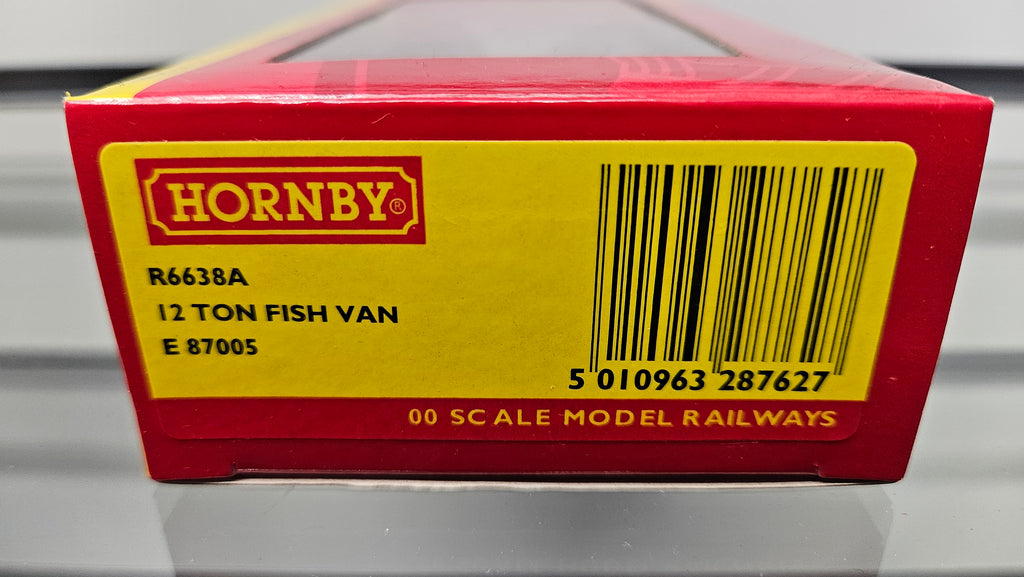 HORNBY®
R6638A
12 TON FISH VAN
E 87005
5 010963 287627
00 SCALE MODEL RAILWAYS